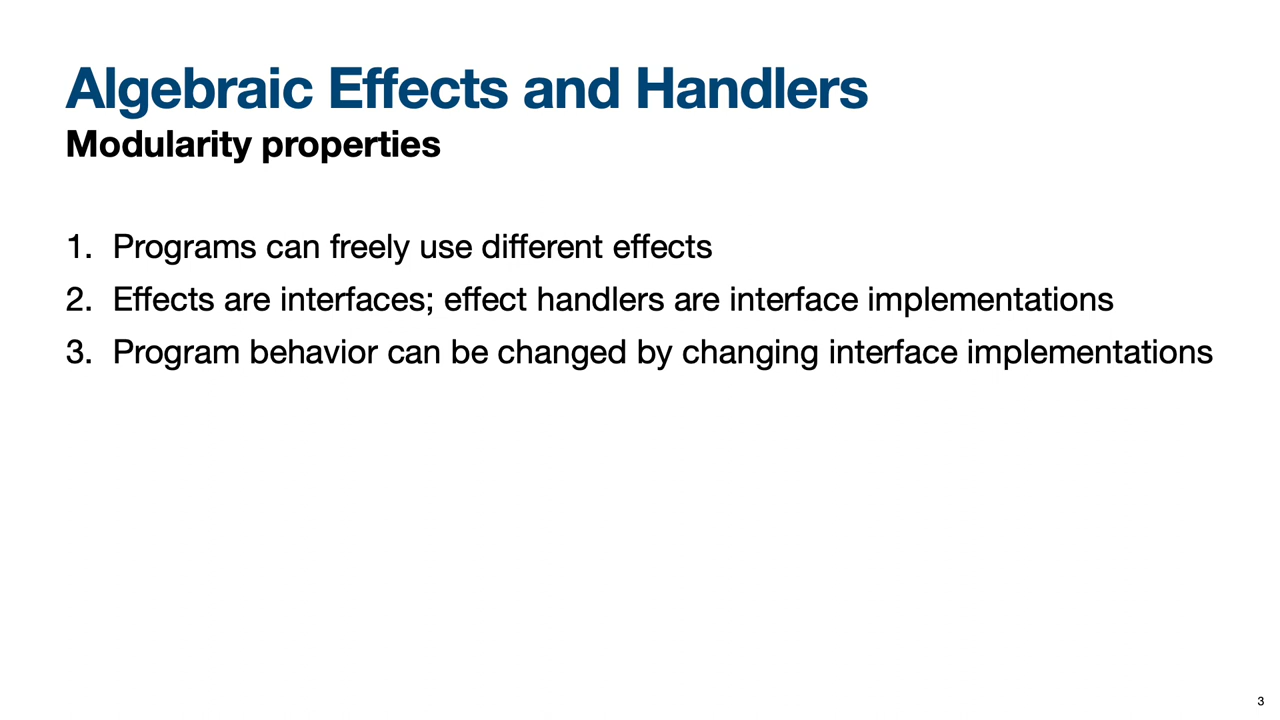 Algebraic Effects and Handlers
Modularity properties
1. Programs can freely use different effects
2. Effects are interfaces; effect handlers are interface implementations
3. Program behavior can be changed by changing interface implementations
3